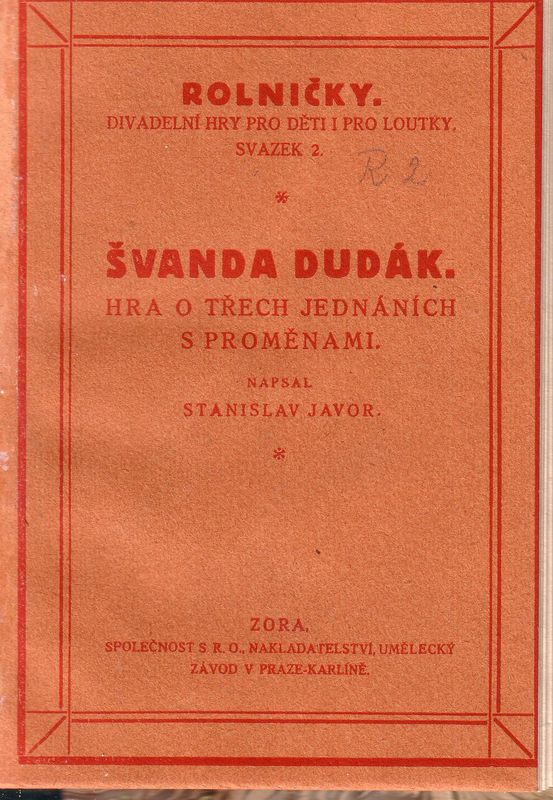 ROLNIČKY.
DIVADELNÍ HRY PRO DĚTI I PRO LOUTKY.
SVAZEK 2.
R 2
ŠVANDA DUDÁK.
HRA O TŘECH JEDNÁNÍCH
S PROMĚNAMI.
NAPSAL
STANISLAV JAVOR.
ZORA,
SPOLEČNOST S R. O., NAKLADATELSTVÍ, UMĚLECKÝ
ZÁVOD V PRAZE-KARLÍNĚ.